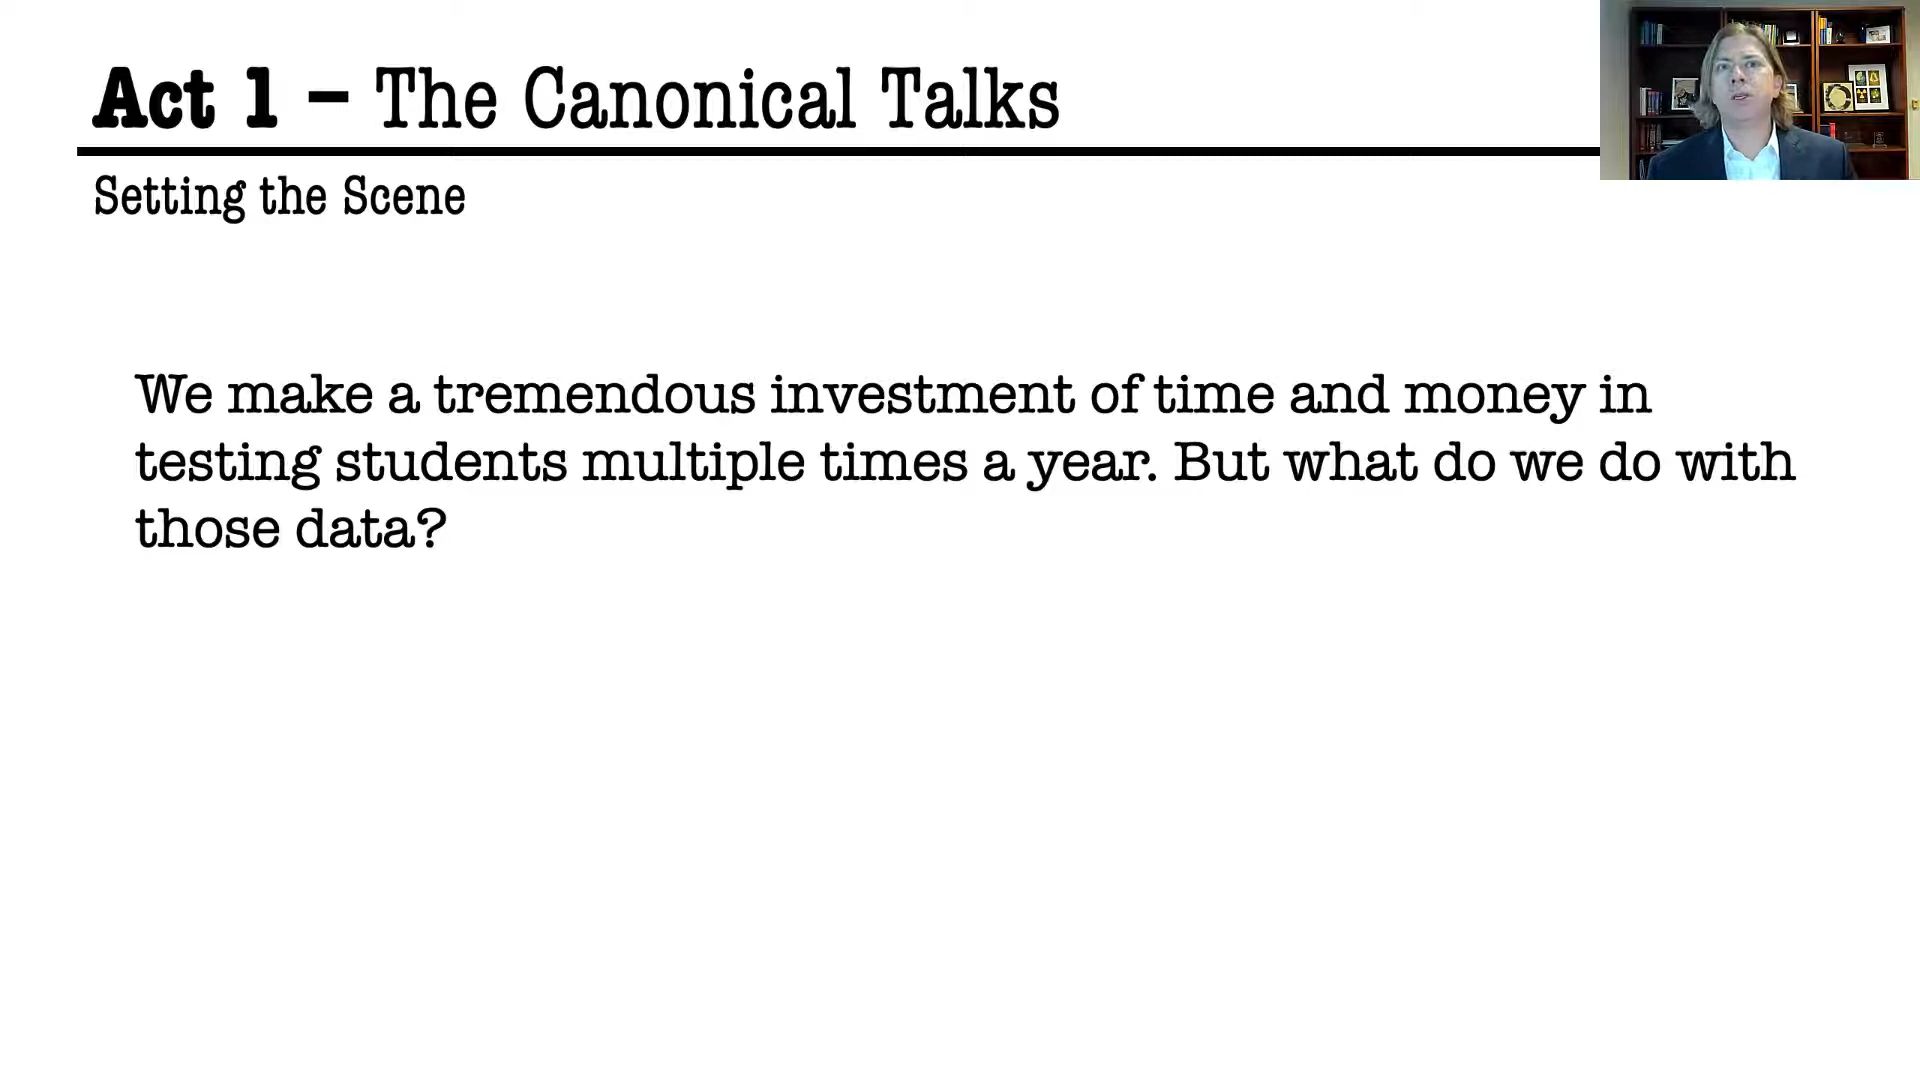 Act 1 – The Canonical Talks
Setting the Scene
We make a tremendous investment of time and money in
testing students multiple times a year. But what do we do with
those data?